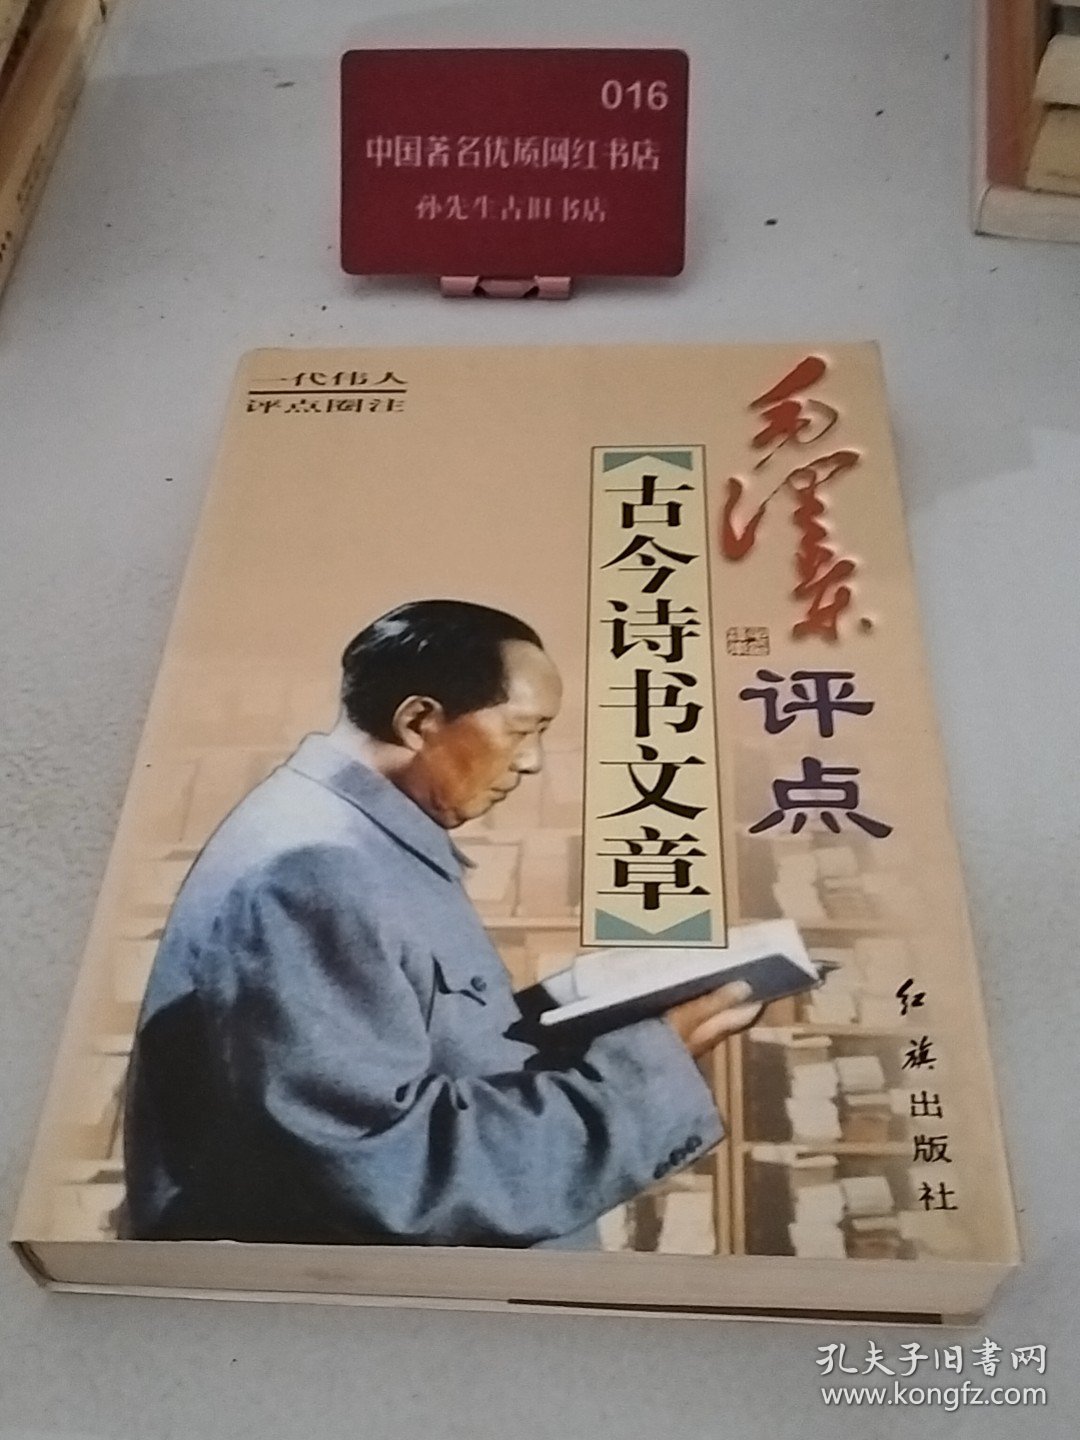 016
中国著名优质网红书店
孙先生古旧书店
一代伟人
评点圈注
毛泽东
评点
古今诗书文章
红旗出版社
孔夫子旧書网
www.kongfz.com